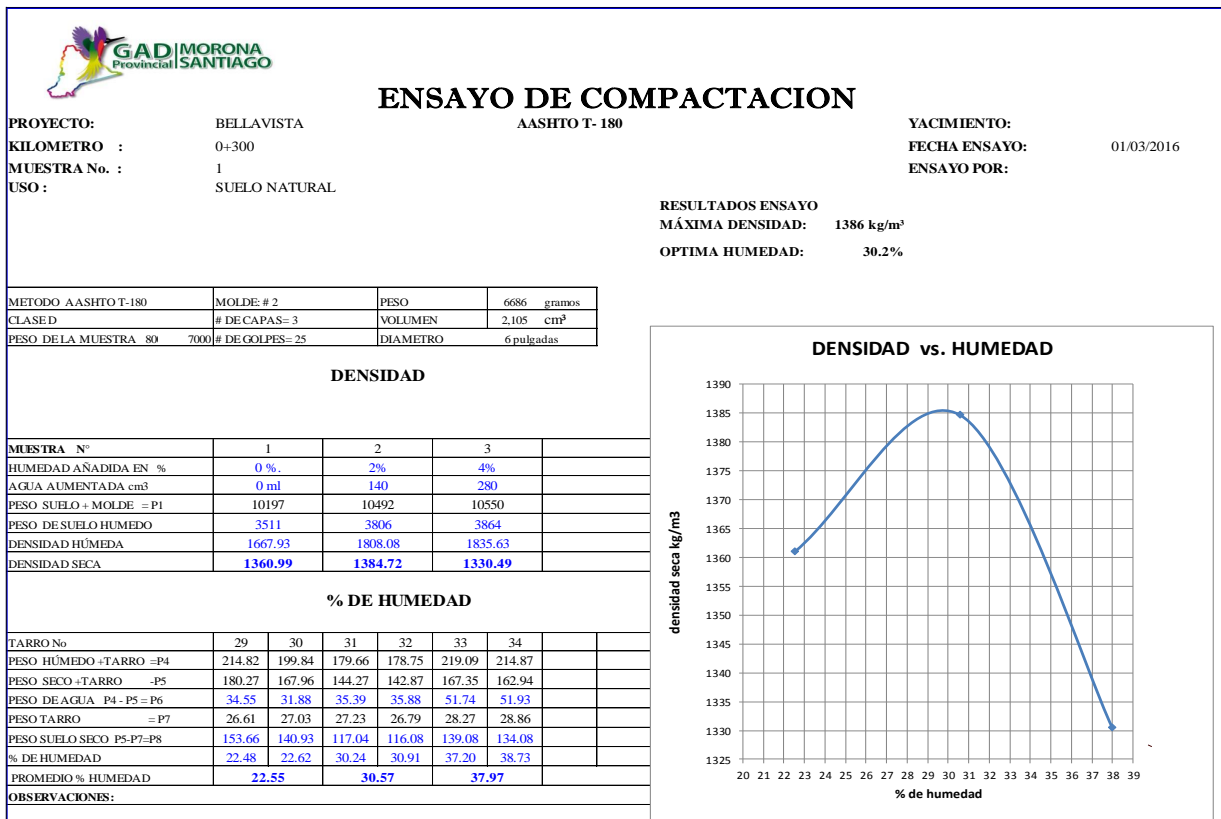 GAD MORONA
Provincial SANTIAGO
ENSAYO DE COMPACTACION
PROYECTO: BELLAVISTA AASHTO T- 180 YACIMIENTO:
KILOMETRO : 0+300 FECHA ENSAYO: 01/03/2016
MUESTRA No. : 1 ENSAYO POR:
USO : SUELO NATURAL
RESULTADOS ENSAYO
MÁXIMA DENSIDAD: 1386 kg/m³
OPTIMA HUMEDAD: 30.2%
METODO AASHTO T-180 MOLDE: # 2 PESO 6686 gramos
CLASE D # DE CAPAS= 3 VOLUMEN 2,105 cm³
PESO DE LA MUESTRA 80 7000 # DE GOLPES= 25 DIAMETRO 6 pulgadas
DENSIDAD
MUESTRA N° 1 2 3
HUMEDAD AÑADIDA EN % 0 %. 2% 4%
AGUA AUMENTADA cm3 0 ml 140 280
PESO SUELO + MOLDE = P1 10197 10492 10550
PESO DE SUELO HUMEDO 3511 3806 3864
DENSIDAD HÚMEDA 1667.93 1808.08 1835.63
DENSIDAD SECA 1360.99 1384.72 1330.49
% DE HUMEDAD
TARRO No 29 30 31 32 33 34
PESO HÚMEDO +TARRO =P4 214.82 199.84 179.66 178.75 219.09 214.87
PESO SECO +TARRO -P5 180.27 167.96 144.27 142.87 167.35 162.94
PESO DE AGUA P4 - P5 = P6 34.55 31.88 35.39 35.88 51.74 51.93
PESO TARRO = P7 26.61 27.03 27.23 26.79 28.27 28.86
PESO SUELO SECO P5-P7=P8 153.66 140.93 117.04 116.08 139.08 134.08
% DE HUMEDAD 22.48 22.62 30.24 30.91 37.20 38.73
PROMEDIO % HUMEDAD 22.55 30.57 37.97
OBSERVACIONES:
DENSIDAD vs. HUMEDAD
densidad seca kg/m3
1390
1385
1380
1375
1370
1365
1360
1355
1350
1345
1340
1335
1330
1325
20 21 22 23 24 25 26 27 28 29 30 31 32 33 34 35 36 37 38 39
% de humedad